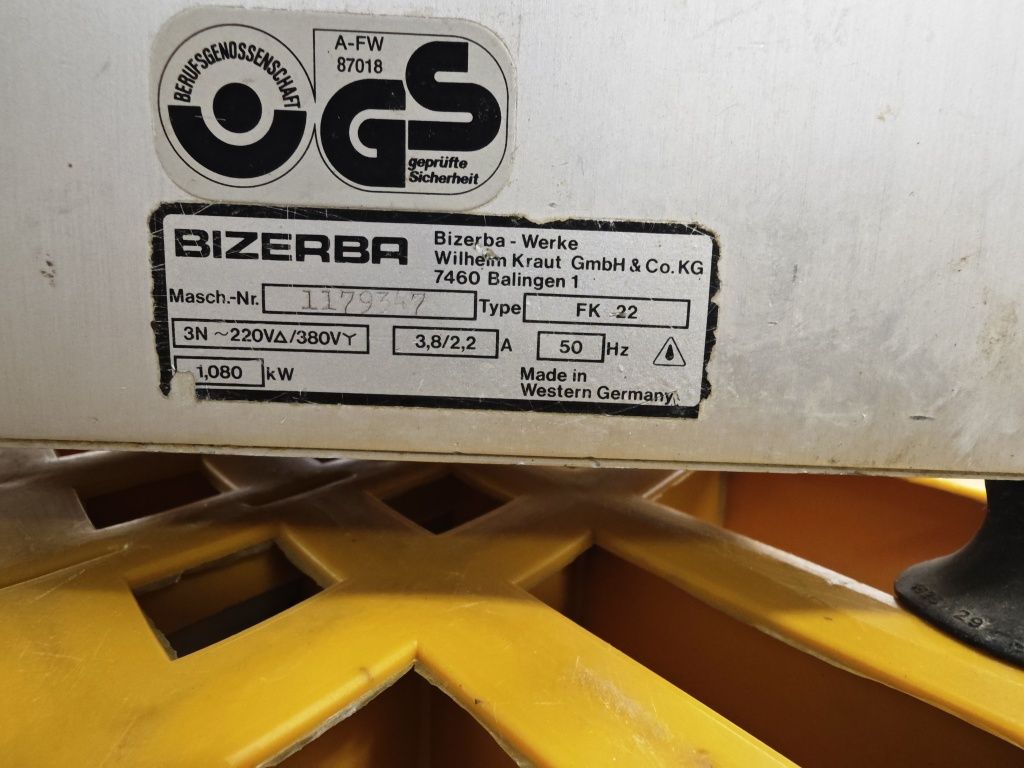 BERUFSGENOSSENSCHAFT
A-FW
87018
GS
geprüfte
Sicherheit
BIZERBA
Bizerba - Werke
Wilhelm Kraut GmbH & Co. KG
7460 Balingen 1
Masch.-Nr. 1179347 Type FK 22
3N ~220V△/380VY 3,8/2,2 A 50 Hz
1,080 kW
Made in
Western Germany